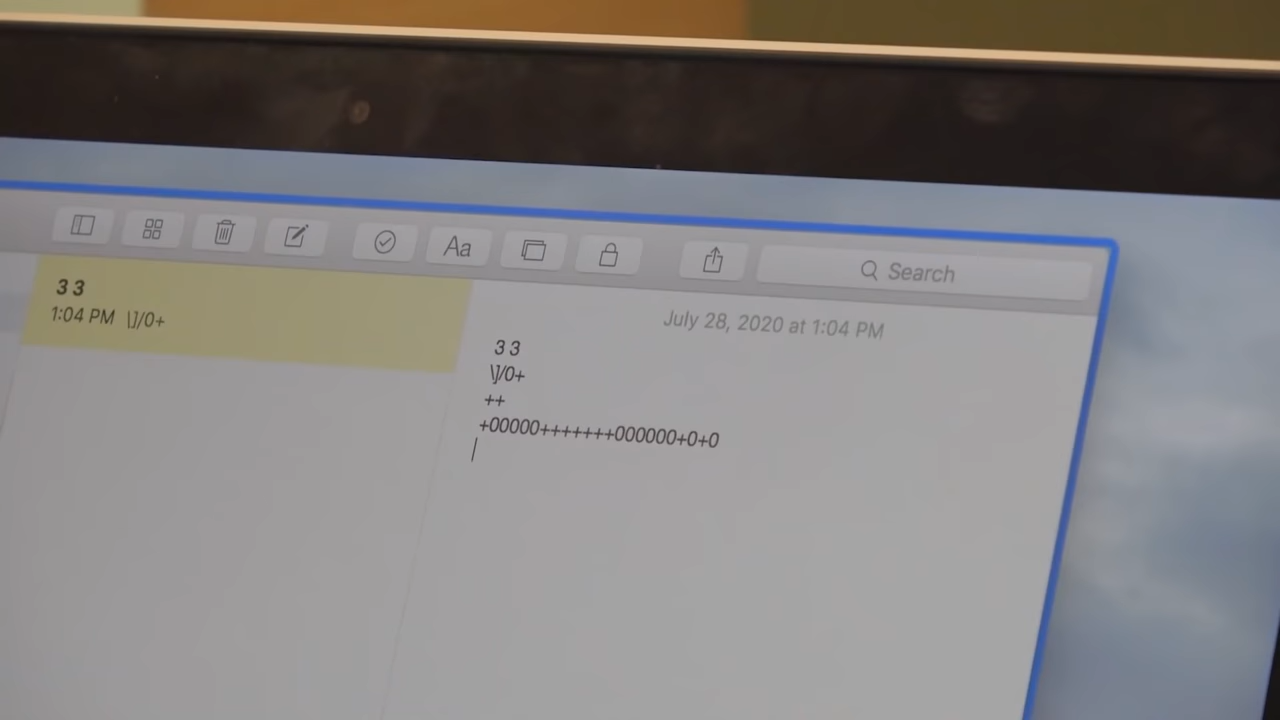 Aa
Search
3 3
1:04 PM \]/0+
July 28, 2020 at 1:04 PM
3 3
\]/0+
++
+00000+++++++000000+0+0